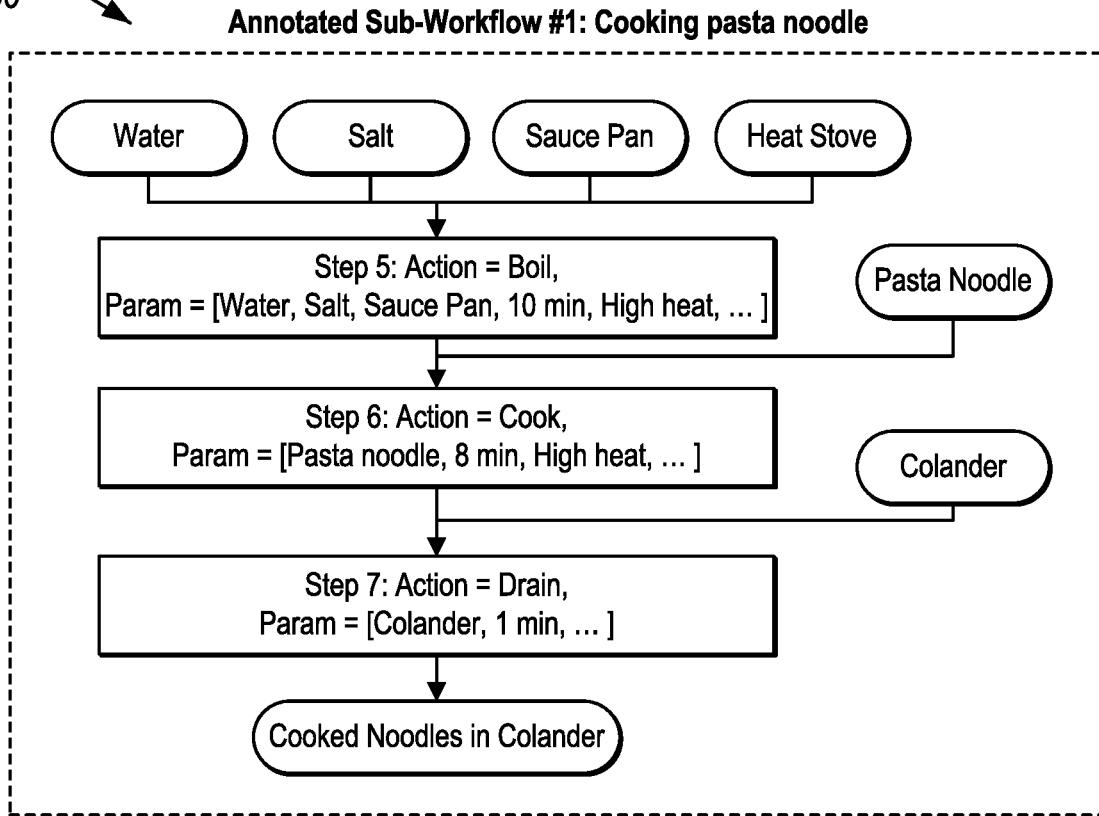 Annotated Sub-Workflow #1: Cooking pasta noodle
Water
Salt
Sauce Pan
Heat Stove
Step 5: Action = Boil,
Param = [Water, Salt, Sauce Pan, 10 min, High heat, ... ]
Pasta Noodle
Step 6: Action = Cook,
Param = [Pasta noodle, 8 min, High heat, ... ]
Colander
Step 7: Action = Drain,
Param = [Colander, 1 min, ... ]
Cooked Noodles in Colander